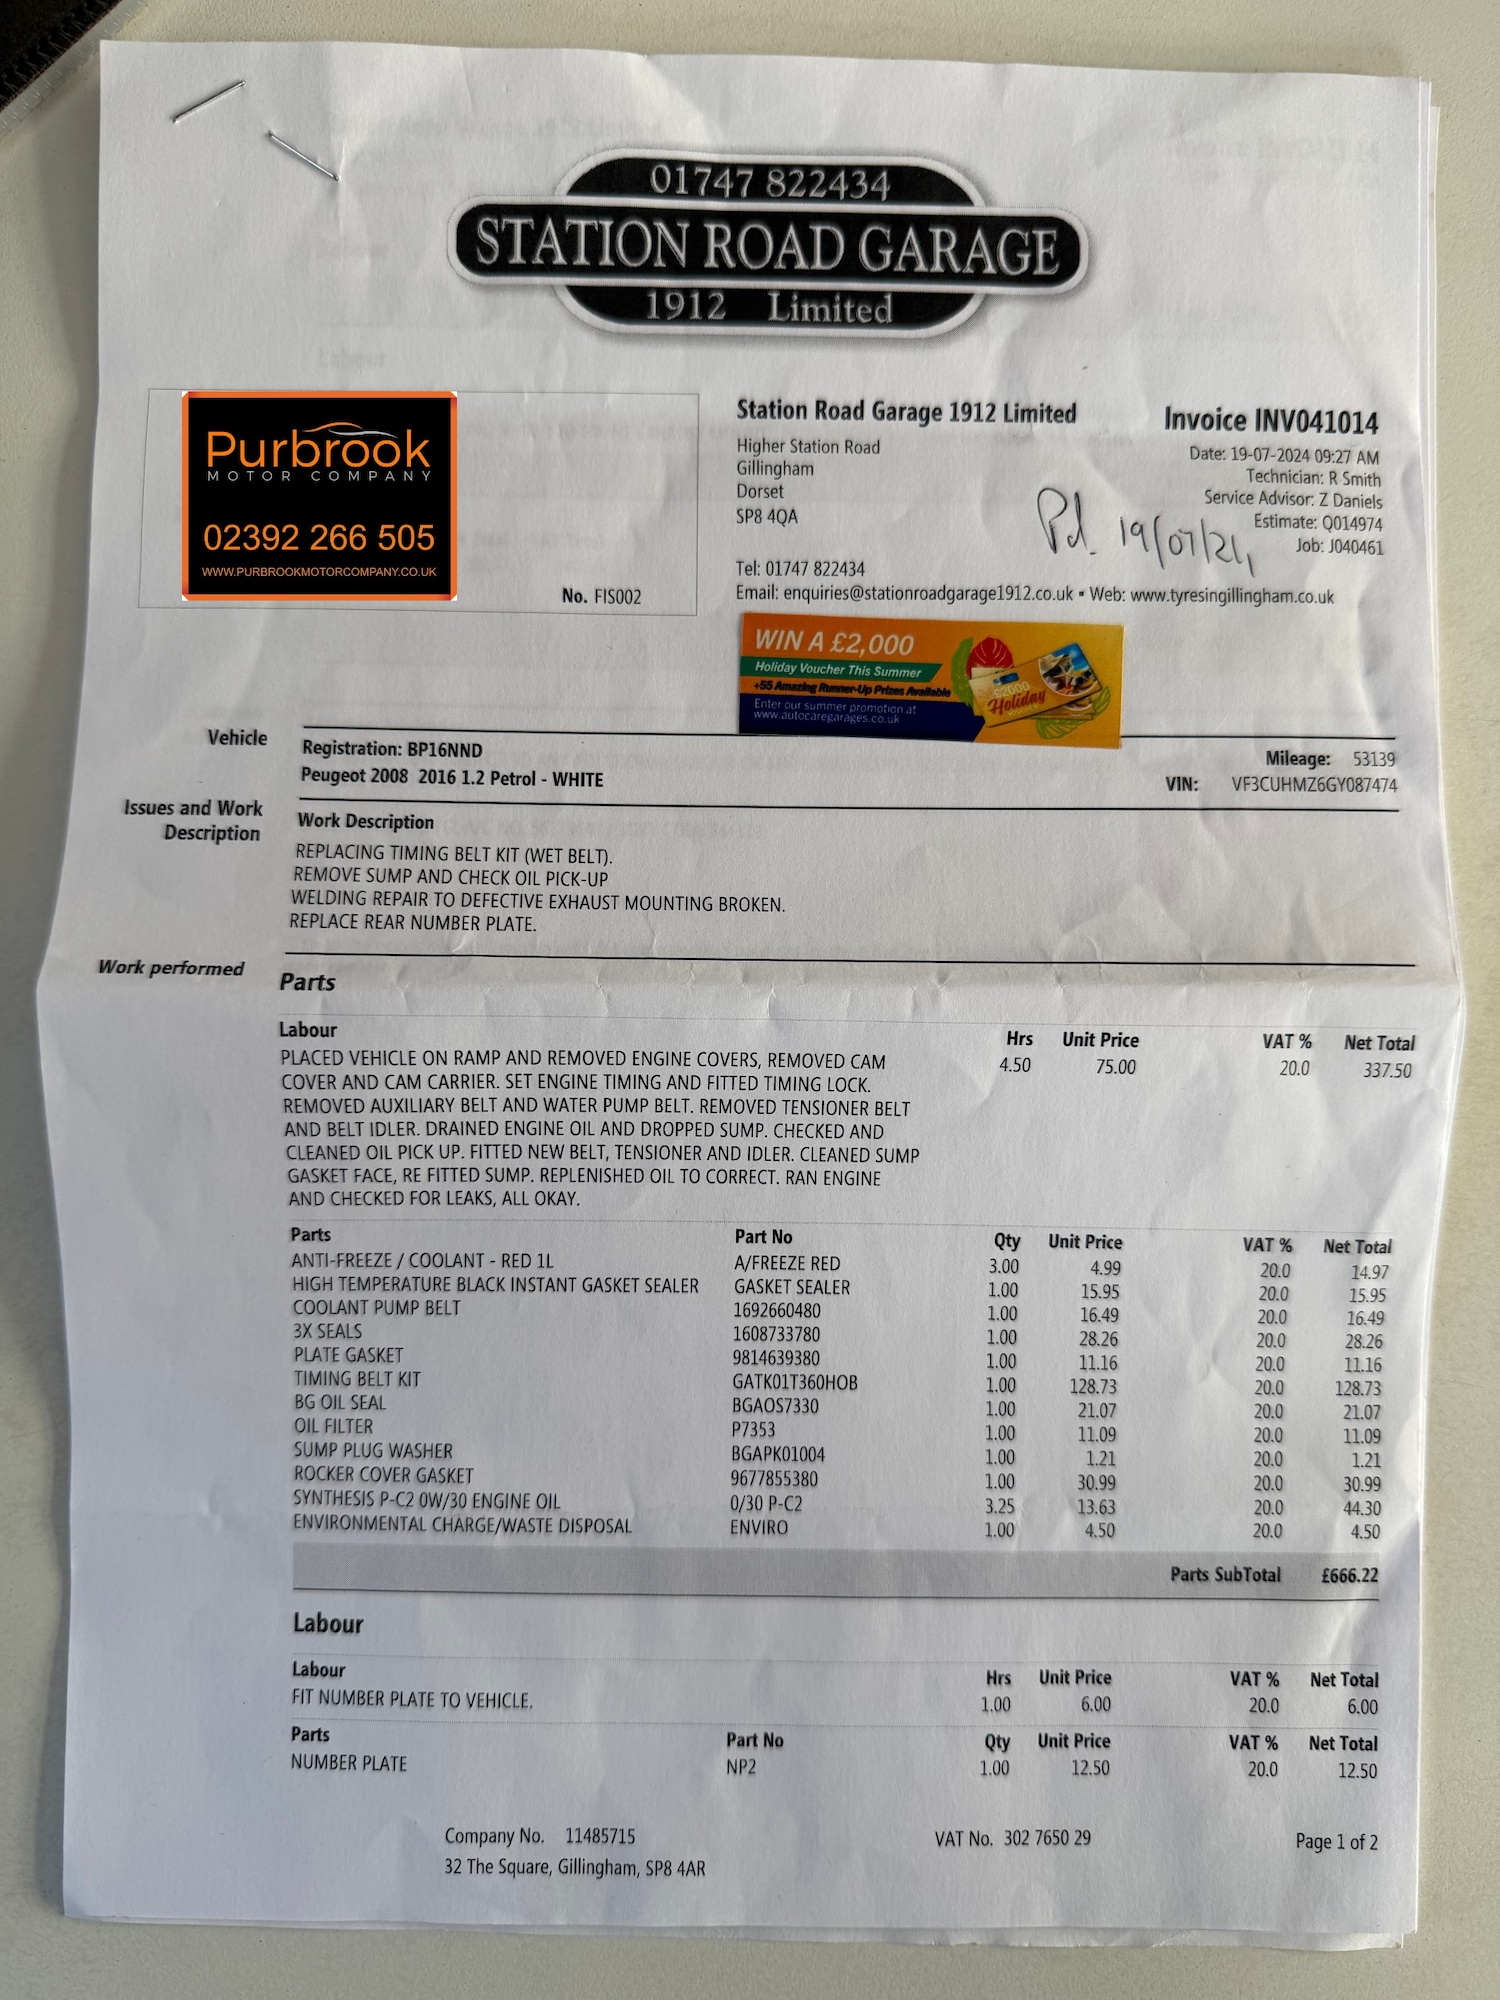 01747 822434
STATION ROAD GARAGE
1912 Limited
Purbrook
MOTOR COMPANY
02392 266 505
WWW.PURBROOKMOTORCOMPANY.CO.UK
No. FIS002
Station Road Garage 1912 Limited
Higher Station Road
Gillingham
Dorset
SP8 4QA
Tel: 01747 822434
Email: enquiries@stationroadgarage1912.co.uk • Web: www.tyresingillingham.co.uk
Invoice INV041014
Date: 19-07-2024 09:27 AM
Technician: R Smith
Service Advisor: Z Daniels
Estimate: Q014974
Job: J040461
Pd. 19/07/24
WIN A £2,000
Holiday Voucher This Summer
+55 Amazing Runner-Up Prizes Available
Enter our summer promotion at
www.autocaregarages.co.uk
£2000
Holiday
Vehicle
Registration: BP16NND
Peugeot 2008 2016 1.2 Petrol - WHITE
Mileage: 53139
VIN: VF3CUHMZ6GY087474
Issues and Work
Description
Work Description
REPLACING TIMING BELT KIT (WET BELT).
REMOVE SUMP AND CHECK OIL PICK-UP
WELDING REPAIR TO DEFECTIVE EXHAUST MOUNTING BROKEN.
REPLACE REAR NUMBER PLATE.
Work performed
Parts
Labour Hrs Unit Price VAT % Net Total
PLACED VEHICLE ON RAMP AND REMOVED ENGINE COVERS, REMOVED CAM 4.50 75.00 20.0 337.50
COVER AND CAM CARRIER. SET ENGINE TIMING AND FITTED TIMING LOCK.
REMOVED AUXILIARY BELT AND WATER PUMP BELT. REMOVED TENSIONER BELT
AND BELT IDLER. DRAINED ENGINE OIL AND DROPPED SUMP. CHECKED AND
CLEANED OIL PICK UP. FITTED NEW BELT, TENSIONER AND IDLER. CLEANED SUMP
GASKET FACE, RE FITTED SUMP. REPLENISHED OIL TO CORRECT. RAN ENGINE
AND CHECKED FOR LEAKS, ALL OKAY.
Parts Part No Qty Unit Price VAT % Net Total
ANTI-FREEZE / COOLANT - RED 1L A/FREEZE RED 3.00 4.99 20.0 14.97
HIGH TEMPERATURE BLACK INSTANT GASKET SEALER GASKET SEALER 1.00 15.95 20.0 15.95
COOLANT PUMP BELT 1692660480 1.00 16.49 20.0 16.49
3X SEALS 1608733780 1.00 28.26 20.0 28.26
PLATE GASKET 9814639380 1.00 11.16 20.0 11.16
TIMING BELT KIT GATK01T360HOB 1.00 128.73 20.0 128.73
BG OIL SEAL BGAOS7330 1.00 21.07 20.0 21.07
OIL FILTER P7353 1.00 11.09 20.0 11.09
SUMP PLUG WASHER BGAPK01004 1.00 1.21 20.0 1.21
ROCKER COVER GASKET 9677855380 1.00 30.99 20.0 30.99
SYNTHESIS P-C2 0W/30 ENGINE OIL 0/30 P-C2 3.25 13.63 20.0 44.30
ENVIRONMENTAL CHARGE/WASTE DISPOSAL ENVIRO 1.00 4.50 20.0 4.50
Parts SubTotal £666.22
Labour
Labour Hrs Unit Price VAT % Net Total
FIT NUMBER PLATE TO VEHICLE. 1.00 6.00 20.0 6.00
Parts Part No Qty Unit Price VAT % Net Total
NUMBER PLATE NP2 1.00 12.50 20.0 12.50
Company No. 11485715
32 The Square, Gillingham, SP8 4AR
VAT No. 302 7650 29
Page 1 of 2